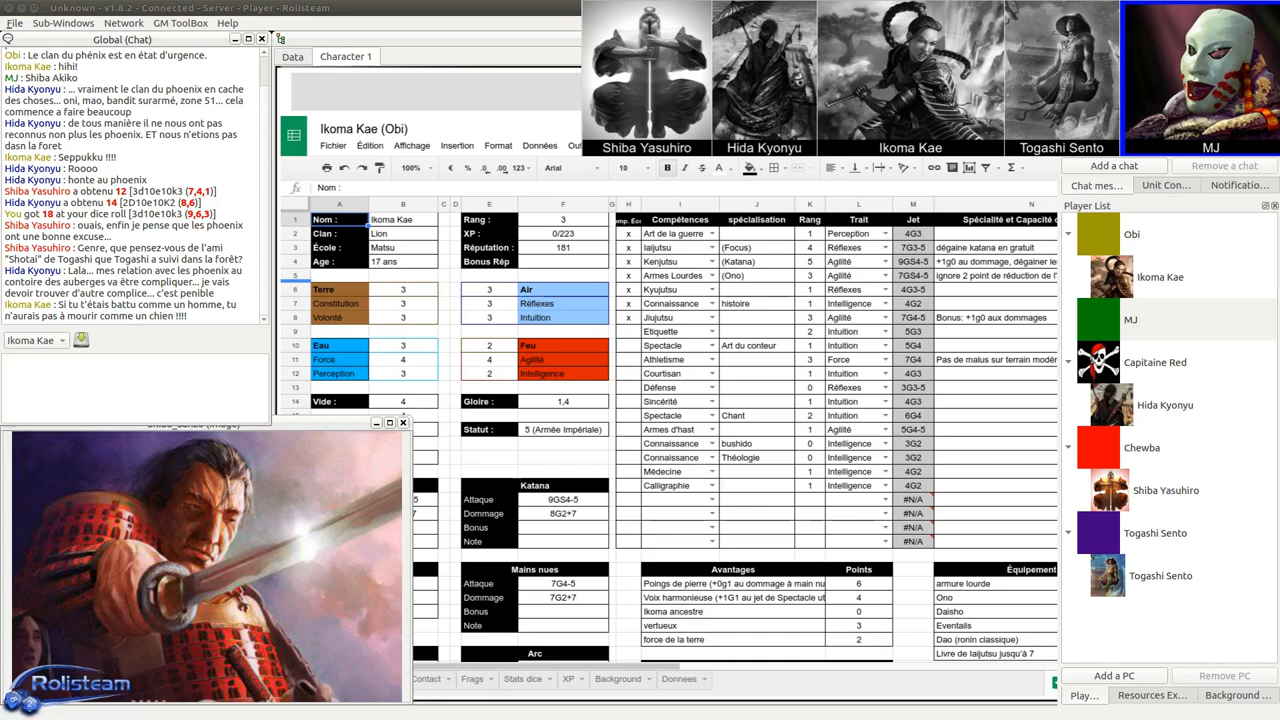 Unknown - v1.8.2 - Connected - Server - Player - Rolisteam
File Sub-Windows Network GM ToolBox Help
Global (Chat)
Obi : Le clan du phénix est en état d'urgence.
Ikoma Kae : hihi!
MJ : Shiba Akiko
Hida Kyonyu : ... vraiment le clan du phoenix en cache
des choses... oni, mao, bandit surarmé, zone 51... cela
commence a faire beaucoup
Hida Kyonyu : de tous manière il ne nous ont pas
reconnus non plus les phoenix. ET nous n'etions pas
dasn la foret
Ikoma Kae : Seppukku !!!!
Hida Kyonyu : Roooo
Hida Kyonyu : honte au phoenix
Shiba Yasuhiro a obtenu 12 [3d10e10k3 (7,4,1)]
Hida Kyonyu a obtenu 14 [2D10e10K2 (8,6)]
You got 18 at your dice roll [3d10e10k3 (9,6,3)]
Shiba Yasuhiro : ouais, enfin je pense que les phoenix
ont une bonne excuse...
Shiba Yasuhiro : Genre, que pensez-vous de l'ami
"Shotai" de Togashi que Togashi a suivi dans la forêt?
Hida Kyonyu : Lala... mes relation avec les phoenix au
contoire des auberges va être compliquer... je vais
devoir trouver d'autre complice... c'est penible
Ikoma Kae : Si tu t'étais battu comme un homme, tu
n'aurais pas à mourir comme un chien !!!!
Ikoma Kae
Rolisteam
Data Character 1
Ikoma Kae (Obi)
Fichier Édition Affichage Insertion Format Données
100% € % .0 .00 123 Arial 10 B S A
fx Nom :
A B C D E F G H I J K L M N
1 Nom : Ikoma Kae Rang : 3 Compétences spécialisation Rang Trait Jet
2 Clan : Lion XP : 0/223 x Art de la guerre 1 Perception 4G3
3 École : Matsu Réputation : 181 x Iaijutsu (Focus) 4 Réflexes 7G3-5 dégaine katana en gratuit
4 Age : 17 ans Bonus Rép x Kenjutsu (Katana) 5 Agilité 9GS4-5
5 x Armes Lourdes (Ono) 3 Agilité 7GS4-5
6 Terre 3 3 Air x Kyujutsu 1 Réflexes 4G3-5
7 Constitution 3 3 Réflexes x Connaissance histoire 1 Intelligence 4G2
8 Volonté 3 3 Intuition x Jiujutsu 3 Agilité 7G4-5 Bonus: +1g0 aux dommages
9 Etiquette 2 Intuition 5G3
10 Eau 3 2 Feu Spectacle Art du conteur 1 Intuition 5G4
11 Force 4 4 Agilité Athletisme 3 Force 7G4
12 Perception 3 2 Intelligence Courtisan 1 Intuition 4G3
13 Défense 0 Réflexes 3G3-5
14 Vide : 4 Gloire : 1,4 Sincérité 1 Intuition 4G3
Spectacle Chant 2 Intuition 6G4
Statut : 5 (Armée Impériale) Armes d'hast 1 Agilité 4G4-5
Connaissance bushido 0 Intelligence 3G2
Connaissance Théologie 0 Intelligence 3G2
Médecine 1 Intelligence 4G2
Katana Calligraphie 1 Intelligence 4G2
Attaque 9GS4-5 #N/A
Dommage 8G2+7 #N/A
Bonus #N/A
Note #N/A
Mains nues Avantages Points
Attaque 7G4-5 Poings de pierre (+0g1 au dommage à main nu 6 armure lourde
Dommage 7G2+7 Voix harmonieuse (+1G1 au jet de Spectacle ut 4 Ono
Bonus Ikoma ancestre 0 Daisho
Note vertueux 3 Eventails
force de la terre 2 Dao (ronin classique)
Arc Livre de Iaijutsu jusqu'à 7
Contact Frags Stats dice XP Background Donnees
Shiba Yasuhiro Hida Kyonyu Ikoma Kae Togashi Sento MJ
Add a chat Remove a chat
Chat mes... Unit Con... Notificatio...
Player List
Obi
Ikoma Kae
MJ
Capitaine Red
Hida Kyonyu
Chewba
Shiba Yasuhiro
Togashi Sento
Togashi Sento
Add a PC Remove PC
Play... Resources Ex... Background ...